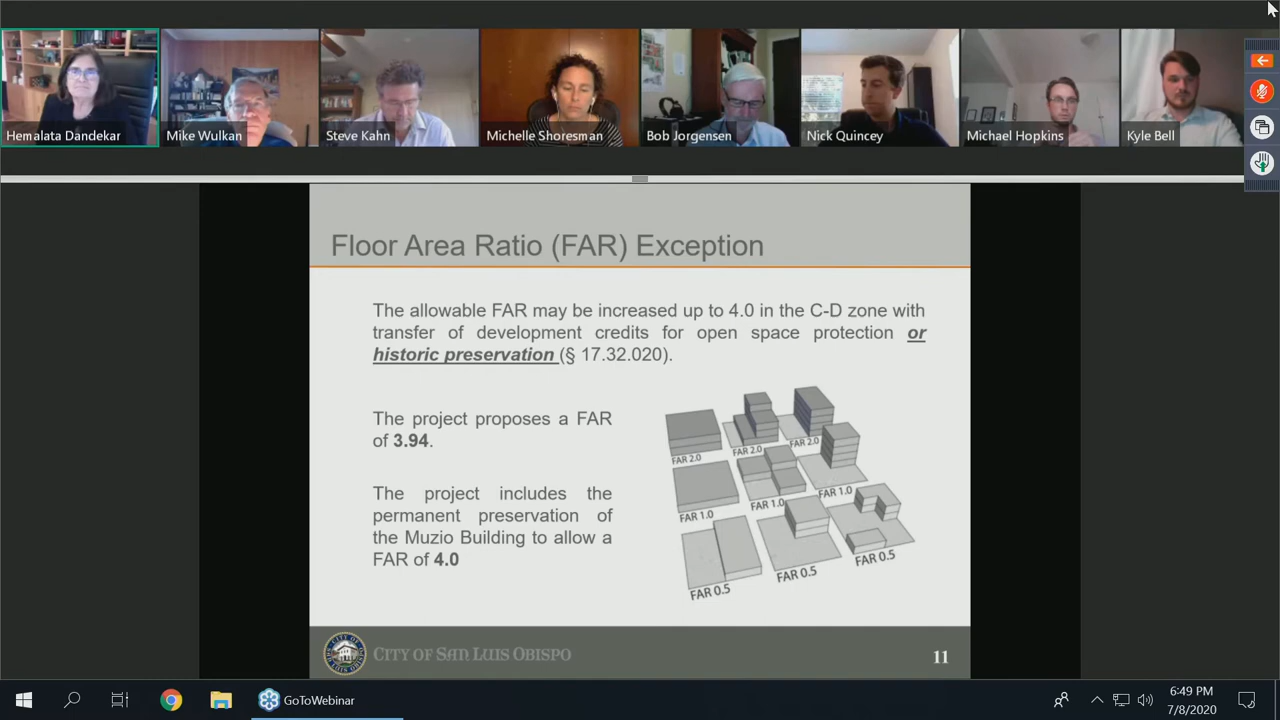 Hemalata Dandekar
Mike Wulkan
Steve Kahn
Michelle Shoresman
Bob Jorgensen
Nick Quincey
Michael Hopkins
Kyle Bell
Floor Area Ratio (FAR) Exception
The allowable FAR may be increased up to 4.0 in the C-D zone with
transfer of development credits for open space protection or
historic preservation (§ 17.32.020).
The project proposes a FAR
of 3.94.
The project includes the
permanent preservation of
the Muzio Building to allow a
FAR of 4.0
FAR 2.0
FAR 2.0
FAR 2.0
FAR 1.0
FAR 1.0
FAR 1.0
FAR 0.5
FAR 0.5
FAR 0.5
CITY OF SAN LUIS OBISPO
11
GoToWebinar
6:49 PM
7/8/2020